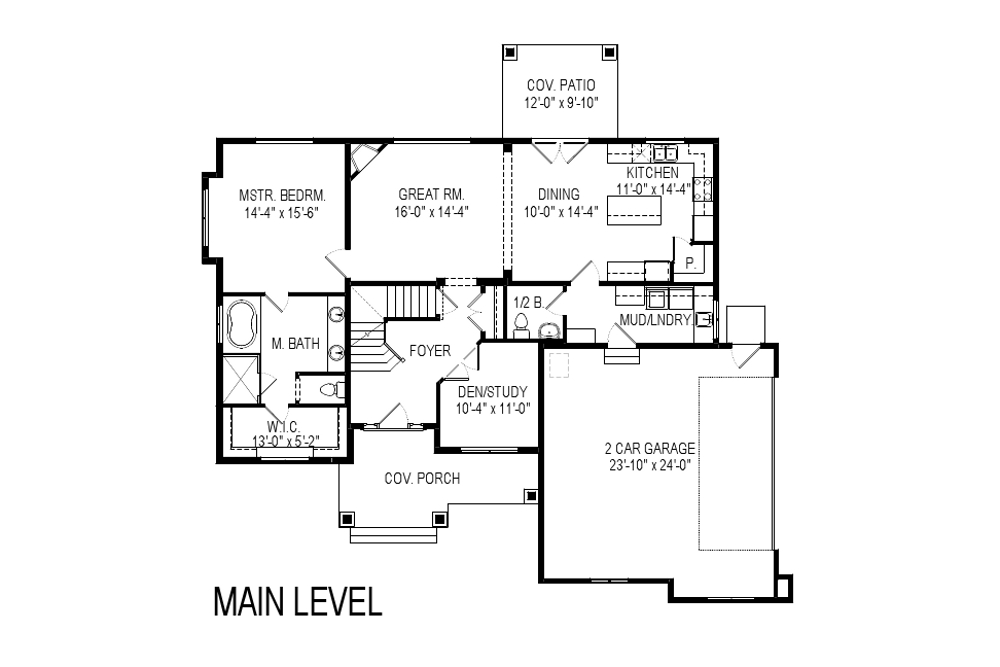 COV. PATIO
12'-0" x 9'-10"
MSTR. BEDRM.
14'-4" x 15'-6"
GREAT RM.
16'-0" x 14'-4"
DINING
10'-0" x 14'-4"
KITCHEN
11'-0" x 14'-4"
P.
1/2 B.
MUD/LNDRY.
M. BATH
FOYER
DEN/STUDY
10'-4" x 11'-0"
W.I.C.
13'-0" x 5'-2"
2 CAR GARAGE
23'-10" x 24'-0"
COV. PORCH
MAIN LEVEL